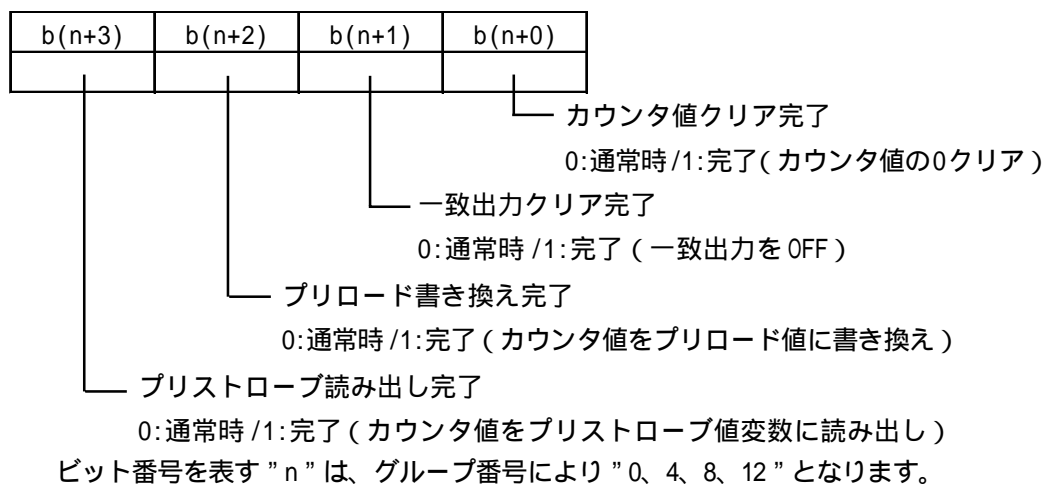 b(n+3) b(n+2) b(n+1) b(n+0)
カウンタ値クリア完了
0:通常時/1:完了(カウンタ値の0クリア)
一致出力クリア完了
0:通常時/1:完了(一致出力をOFF)
プリロード書き換え完了
0:通常時/1:完了(カウンタ値をプリロード値に書き換え)
プリストローブ読み出し完了
0:通常時/1:完了(カウンタ値をプリストローブ値変数に読み出し)
ビット番号を表す”n”は、グループ番号により”0、4、8、12”となります。